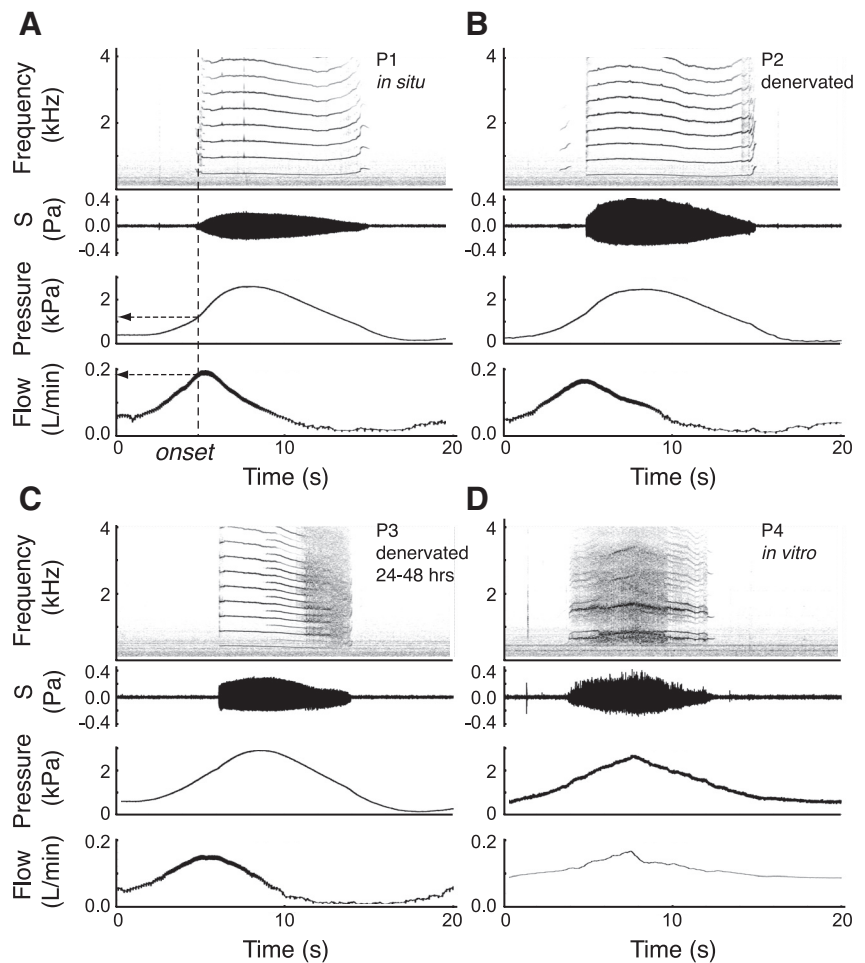 A
P1
in situ
Frequency
(kHz)
4
2
S
(Pa)
0.4
0.0
-0.4
Pressure
(kPa)
2
0
Flow
(L/min)
0.2
0.0
0
10
20
onset
Time (s)
B
P2
denervated
4
2
0.4
0.0
-0.4
2
0
0.2
0.0
0
10
20
Time (s)
C
P3
denervated
24-48 hrs
Frequency
(kHz)
4
2
S
(Pa)
0.4
0.0
-0.4
Pressure
(kPa)
2
0
Flow
(L/min)
0.2
0.0
0
10
20
Time (s)
D
P4
in vitro
4
2
0.4
0.0
-0.4
2
0
0.2
0.0
0
10
20
Time (s)